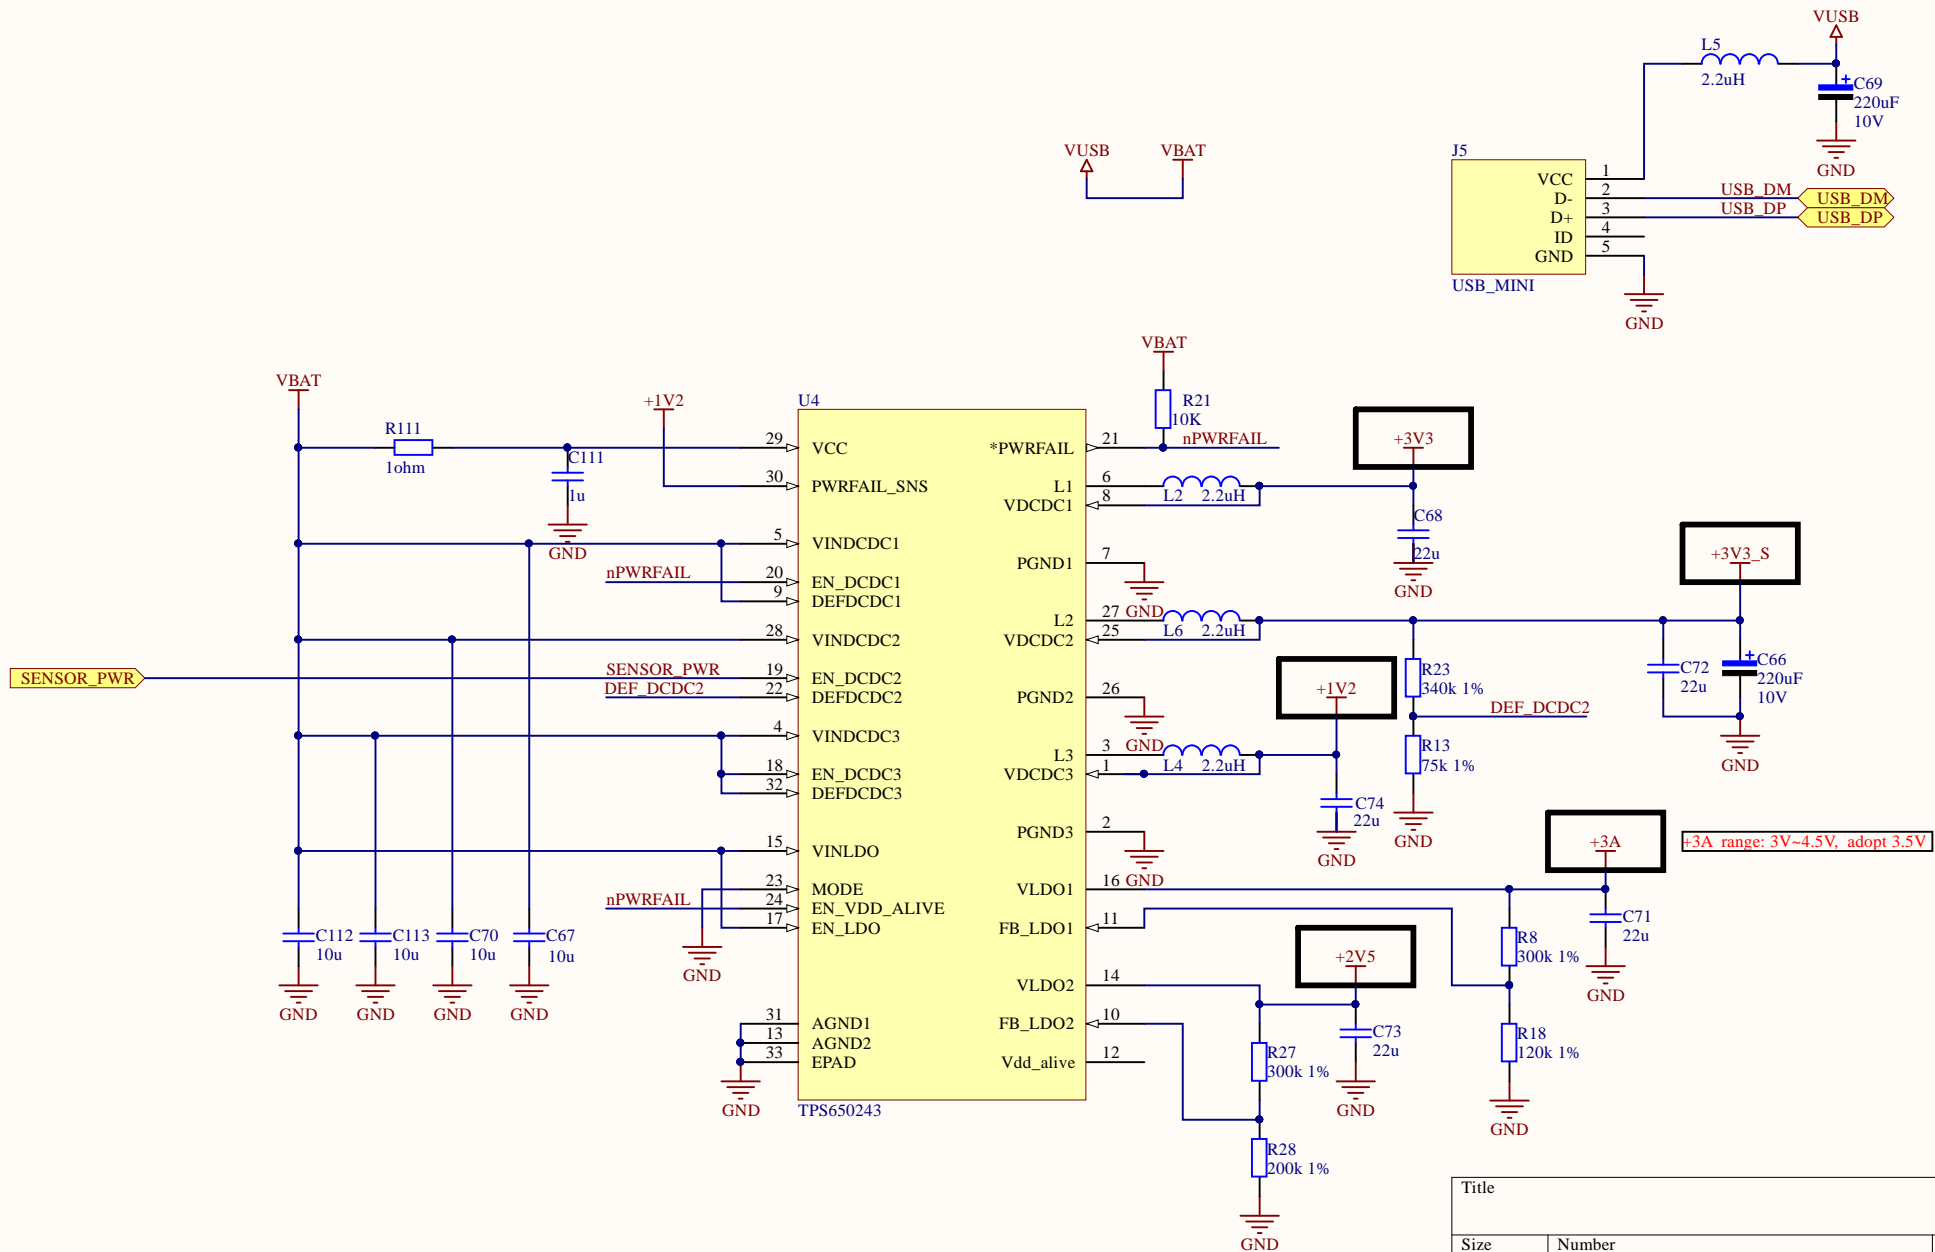 VUSB
L5
2.2uH
C69
220uF
10V
GND
VUSB
VBAT
J5
VCC
1
D-
2
USB_DM
USB_DM
D+
3
USB_DP
USB_DP
ID
4
GND
5
USB_MINI
GND
VBAT
R111
1ohm
C111
1u
GND
+1V2
U4
29
VCC
30
PWRFAIL_SNS
5
VINDCDC1
nPWRFAIL
20
EN_DCDC1
9
DEFDCDC1
28
VINDCDC2
SENSOR_PWR
SENSOR_PWR
19
EN_DCDC2
DEF_DCDC2
22
DEFDCDC2
4
VINDCDC3
18
EN_DCDC3
32
DEFDCDC3
15
VINLDO
23
MODE
nPWRFAIL
24
EN_VDD_ALIVE
17
EN_LDO
GND
C112
10u
GND
C113
10u
GND
C70
10u
GND
C67
10u
GND
31
AGND1
13
AGND2
33
EPAD
GND
TPS650243
VBAT
R21
10K
*PWRFAIL
21
nPWRFAIL
L1
6
L2 2.2uH
VDCDC1
8
+3V3
C68
22u
GND
PGND1
7
GND
L2
27
L6 2.2uH
VDCDC2
25
+3V3_S
C72
22u
C66
220uF
10V
GND
R23
340k 1%
DEF_DCDC2
R13
75k 1%
GND
PGND2
26
GND
+1V2
L3
3
L4 2.2uH
VDCDC3
1
C74
22u
GND
PGND3
2
GND
+3A
+3A range: 3V~4.5V, adopt 3.5V
VLDO1
16
FB_LDO1
11
C71
22u
GND
R8
300k 1%
R18
120k 1%
GND
+2V5
VLDO2
14
FB_LDO2
10
C73
22u
GND
Vdd_alive
12
R27
300k 1%
R28
200k 1%
GND
Title
Size
Number